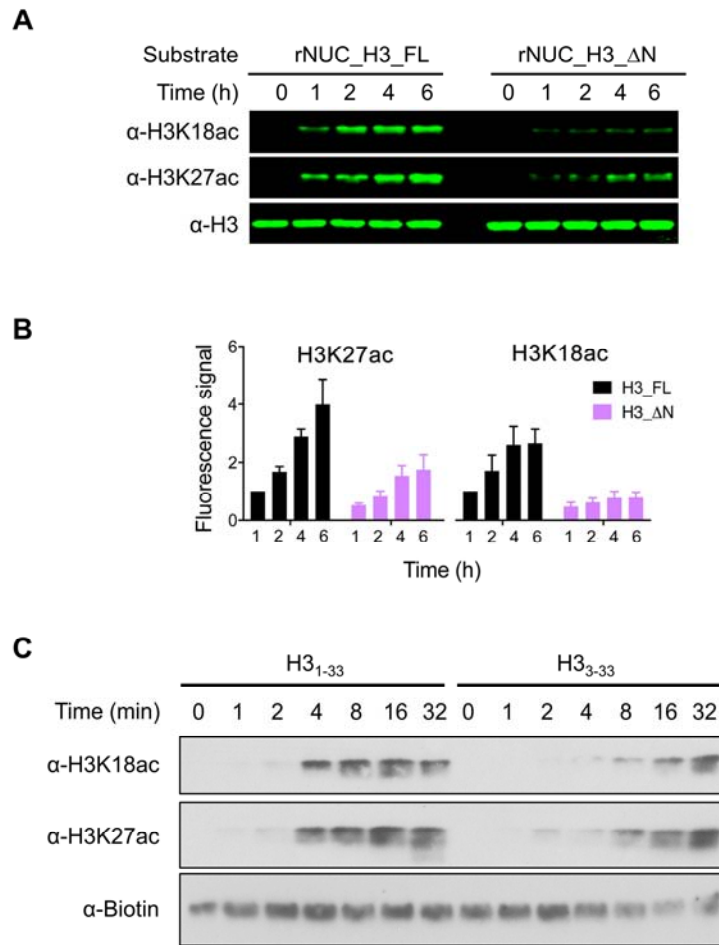 A
Substrate rNUC_H3_FL rNUC_H3_ΔN
Time (h) 0 1 2 4 6 0 1 2 4 6
α-H3K18ac
α-H3K27ac
α-H3
B
H3K27ac H3K18ac
Fluorescence signal
6
4
2
0
H3_FL
H3_ΔN
1 2 4 6 1 2 4 6 1 2 4 6 1 2 4 6
Time (h)
C
H3₁₋₃₃ H3₃₋₃₃
Time (min) 0 1 2 4 8 16 32 0 1 2 4 8 16 32
α-H3K18ac
α-H3K27ac
α-Biotin